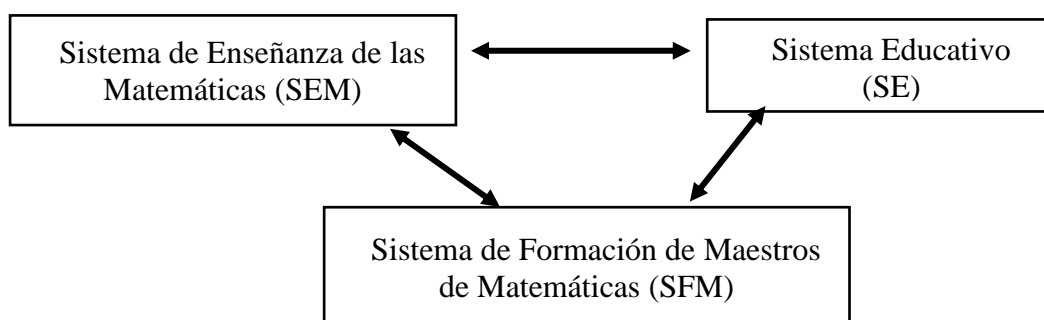 Sistema de Enseñanza de las
Matemáticas (SEM)
Sistema Educativo
(SE)
Sistema de Formación de Maestros
de Matemáticas (SFM)